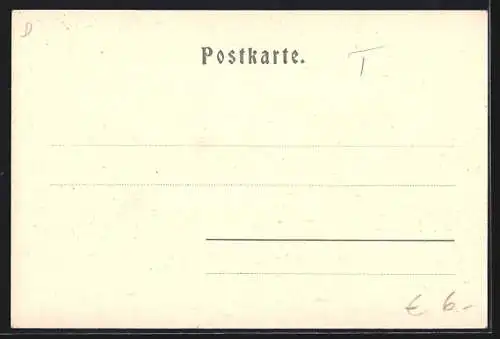 D
Postkarte.
T
€ 6.-